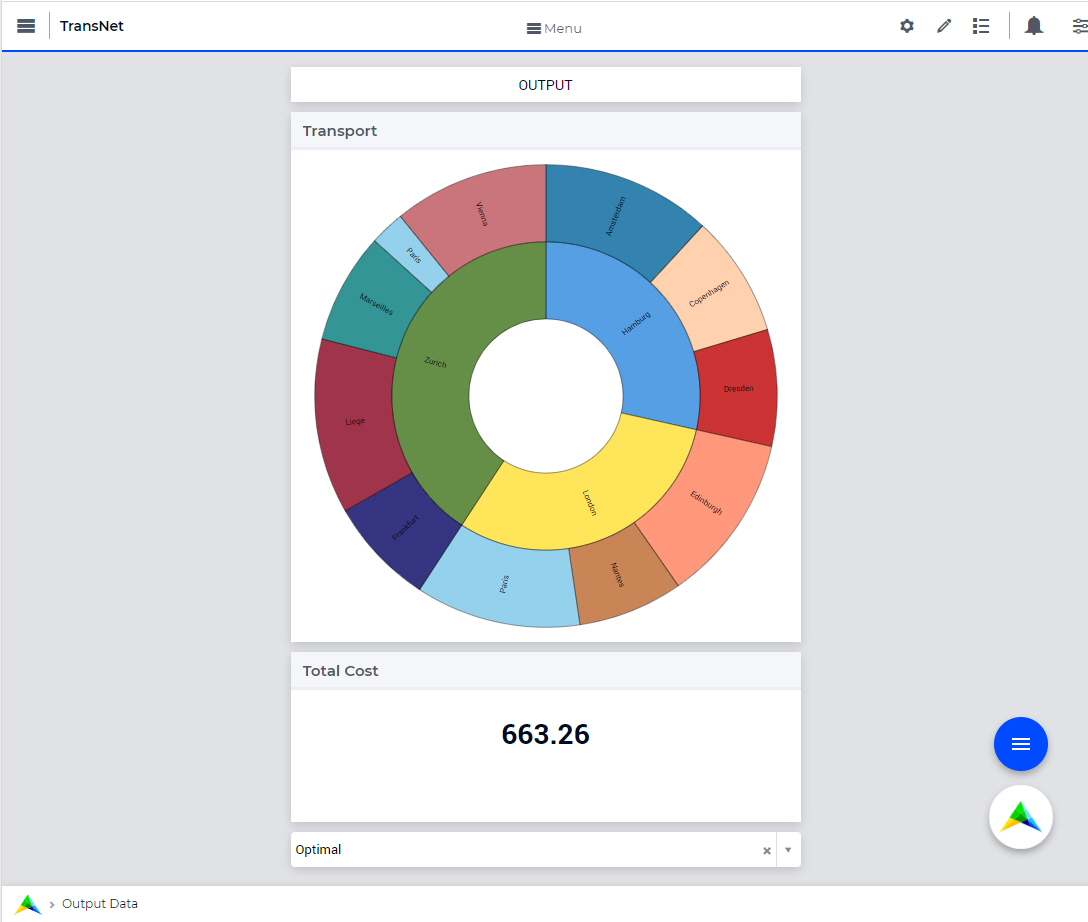 TransNet
Menu
OUTPUT
Transport
Vienna
Amsterdam
Paris
Copenhagen
Marseilles
Hamburg
Zurich
Dresden
Liege
London
Edinburgh
Frankfurt
Nantes
Paris
Total Cost
663.26
Optimal
Output Data